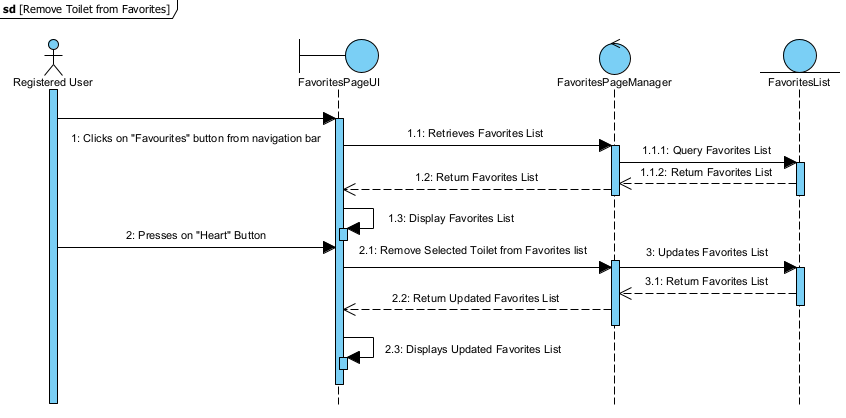 sd [Remove Toilet from Favorites]
Registered User
FavoritesPageUI
FavoritesPageManager
FavoritesList
1: Clicks on "Favourites" button from navigation bar
1.1: Retrieves Favorites List
1.1.1: Query Favorites List
1.1.2: Return Favorites List
1.2: Return Favorites List
1.3: Display Favorites List
2: Presses on "Heart" Button
2.1: Remove Selected Toilet from Favorites list
3: Updates Favorites List
3.1: Return Favorites List
2.2: Return Updated Favorites List
2.3: Displays Updated Favorites List